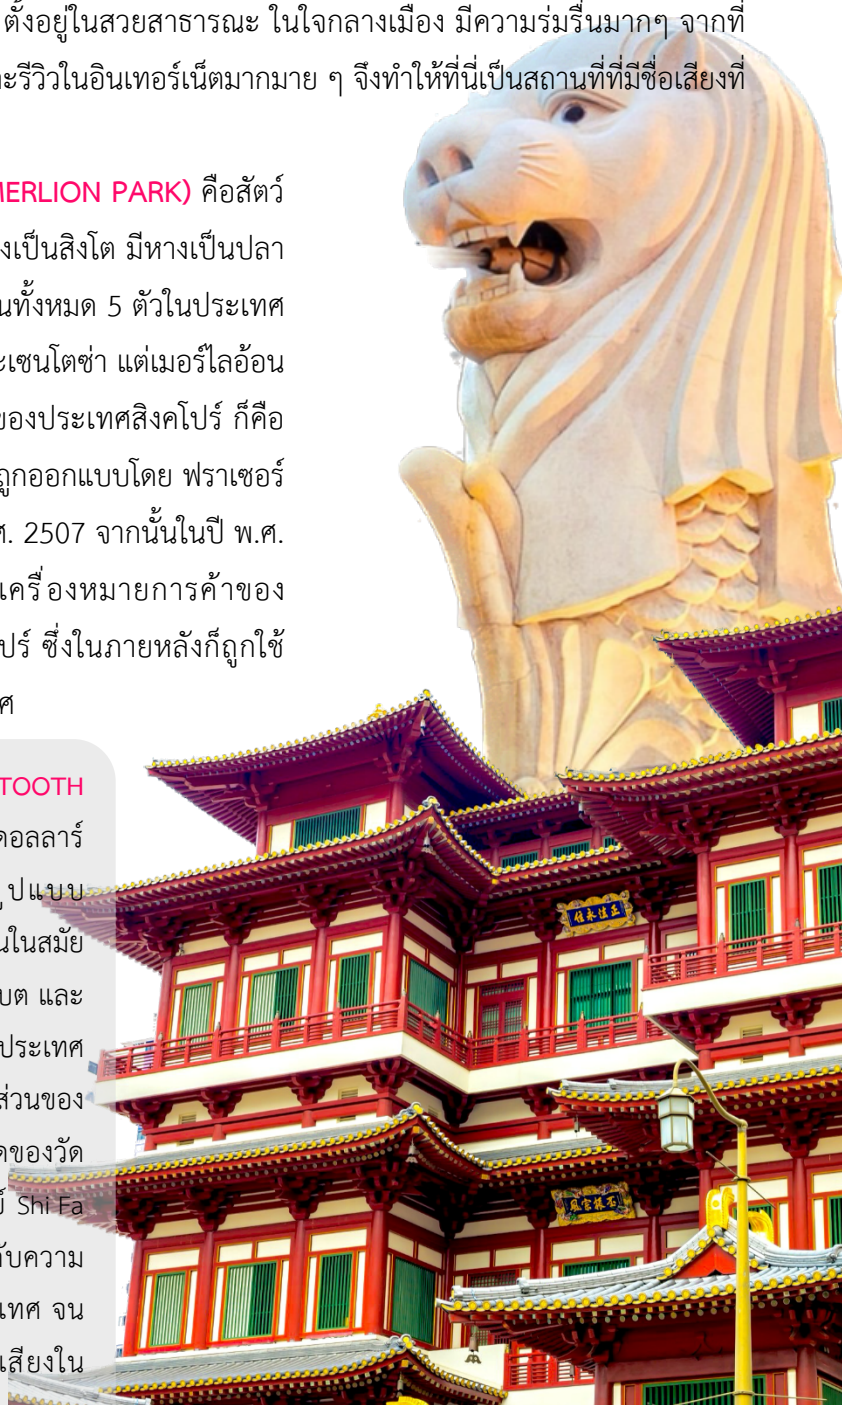 ตั้งอยู่ในสวยสาธารณะ ในใจกลางเมือง มีความร่มรื่นมากๆ จากที่
ะรีวิวในอินเทอร์เน็ตมากมาย ๆ จึงทำให้ที่นี่เป็นสถานที่ที่มีชื่อเสียงที่
MERLION PARK) คือสัตว์
งเป็นสิงโต มีหางเป็นปลา
นทั้งหมด 5 ตัวในประเทศ
ะเซนโตซ่า แต่เมอร์ไลอ้อน
ของประเทศสิงคโปร์ ก็คือ
ถูกออกแบบโดย ฟราเซอร์
ศ. 2507 จากนั้นในปี พ.ศ.
เครื่องหมายการค้าของ
ปร์ ซึ่งในภายหลังก็ถูกใช้
ศ
TOOTH
ดอลลาร์
รูปแบบ
นในสมัย
บต และ
ประเทศ
ส่วนของ
ดของวัด
Shi Fa
กับความ
เทศ จน
เสียงใน
住永法正
風宮楼石